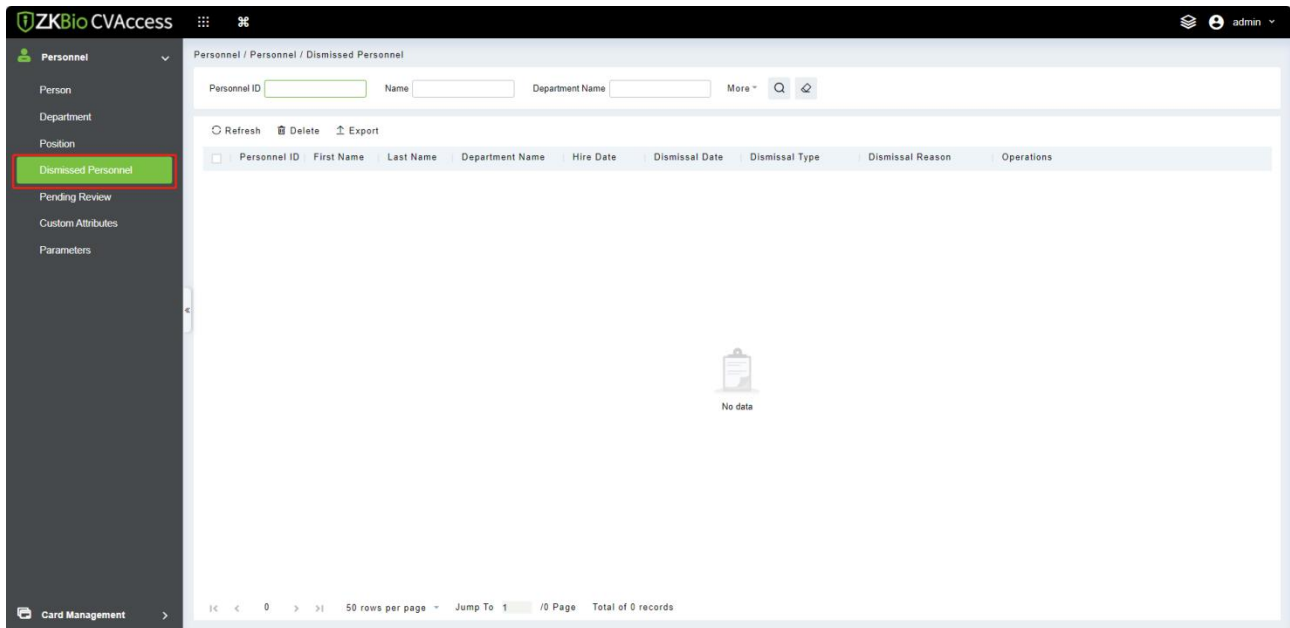 ZKBio CVAccess
admin
Personnel
Personnel / Personnel / Dismissed Personnel
Person
Personnel ID Name Department Name More
Department
Refresh Delete Export
Position
Personnel ID First Name Last Name Department Name Hire Date Dismissal Date Dismissal Type Dismissal Reason Operations
Dismissed Personnel
Pending Review
Custom Attributes
Parameters
No data
Card Management
0 50 rows per page Jump To 1 /0 Page Total of 0 records